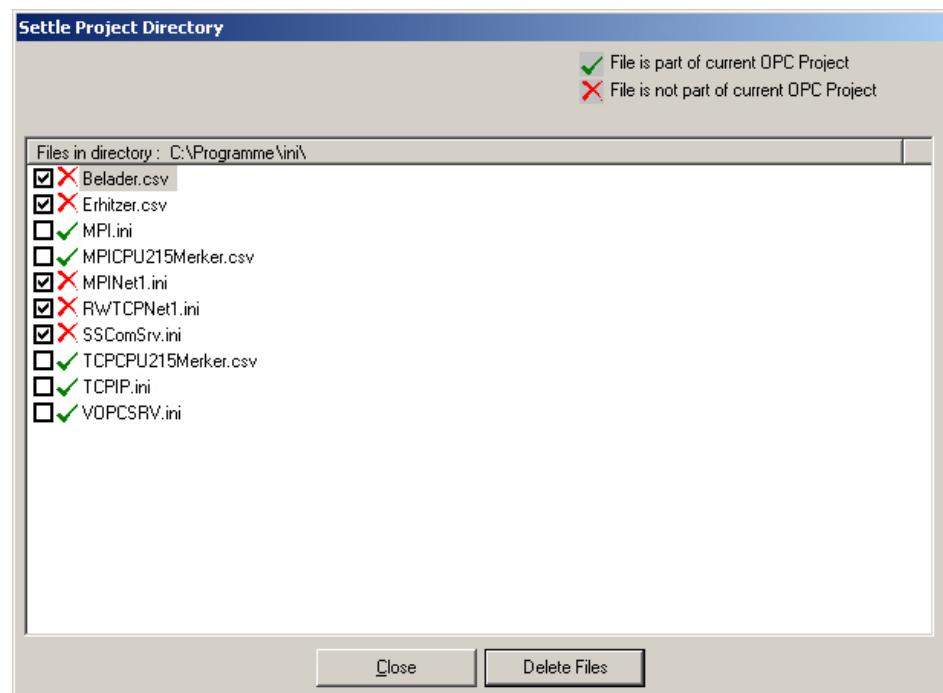 Settle Project Directory
File is part of current OPC Project
File is not part of current OPC Project
Files in directory : C:\Programme\ini\
Belader.csv
Erhitzer.csv
MPI.ini
MPICPU215Merker.csv
MPINet1.ini
RWTCPNet1.ini
SSComSrv.ini
TCPCPU215Merker.csv
TCPIP.ini
VOPCSRV.ini
Close
Delete Files